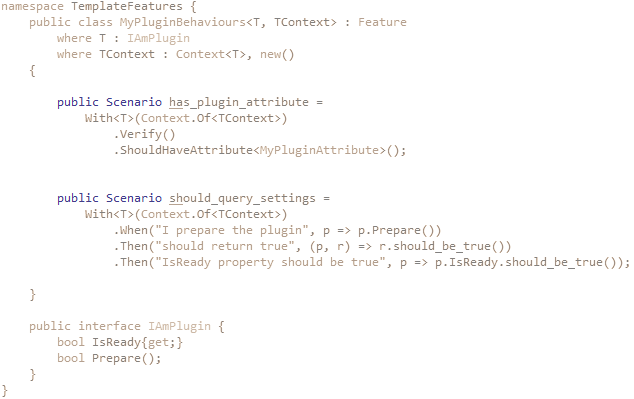 namespace TemplateFeatures {
    public class MyPluginBehaviours<T, TContext> : Feature
        where T : IAmPlugin
        where TContext : Context<T>, new()
    {
        public Scenario has_plugin_attribute =
            With<T>(Context.Of<TContext>)
                .Verify()
                .ShouldHaveAttribute<MyPluginAttribute>();
        public Scenario should_query_settings =
            With<T>(Context.Of<TContext>)
                .When("I prepare the plugin", p => p.Prepare())
                .Then("should return true", (p, r) => r.should_be_true())
                .Then("IsReady property should be true", p => p.IsReady.should_be_true());
    }
    public interface IAmPlugin {
        bool IsReady{get;}
        bool Prepare();
    }
}